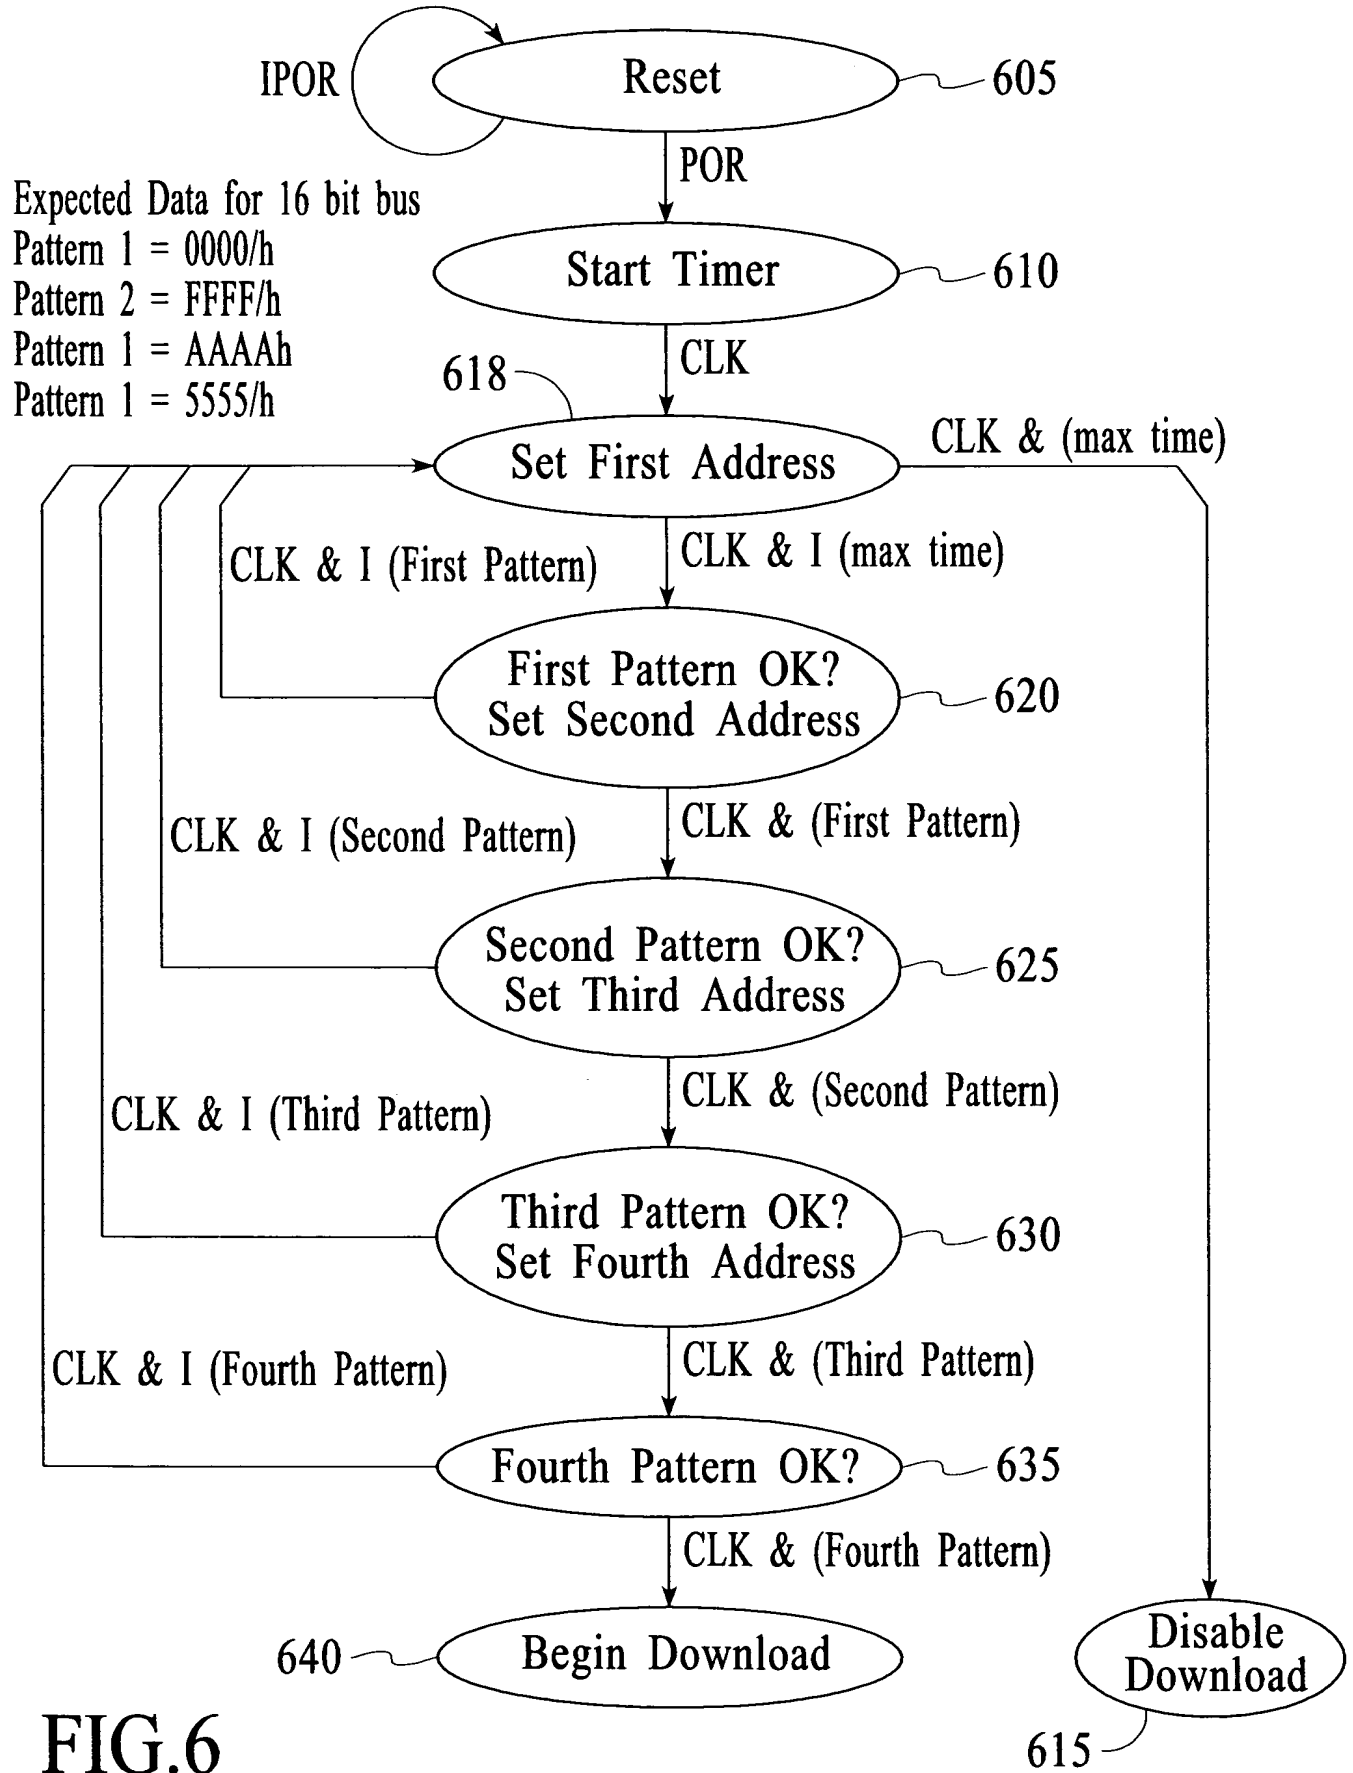 IPOR
Reset
605
POR
Expected Data for 16 bit bus
Pattern 1 = 0000/h
Pattern 2 = FFFF/h
Pattern 1 = AAAAh
Pattern 1 = 5555/h
Start Timer
610
CLK
618
Set First Address
CLK & (max time)
CLK & I (First Pattern)
CLK & I (max time)
First Pattern OK?
Set Second Address
620
CLK & I (Second Pattern)
CLK & (First Pattern)
Second Pattern OK?
Set Third Address
625
CLK & I (Third Pattern)
CLK & (Second Pattern)
Third Pattern OK?
Set Fourth Address
630
CLK & I (Fourth Pattern)
CLK & (Third Pattern)
Fourth Pattern OK?
635
CLK & (Fourth Pattern)
640
Begin Download
Disable
Download
615
FIG.6